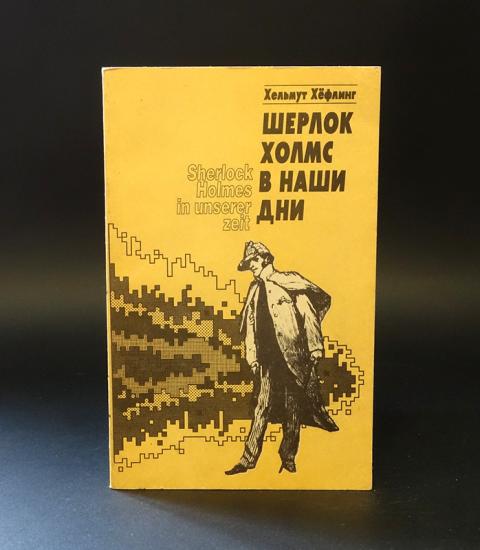 Хельмут Хёфлинг
ШЕРЛОК
ХОЛМС
В НАШИ
ДНИ
Sherlock
Holmes
in unserer
zeit